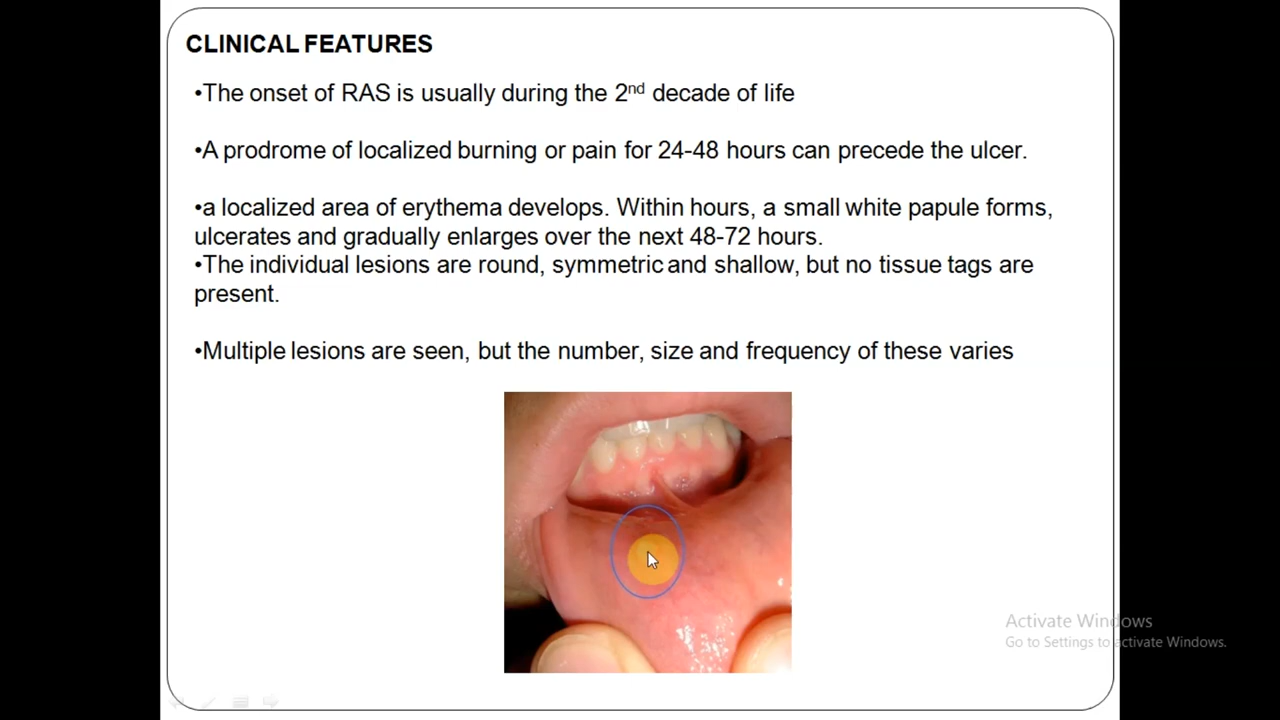 CLINICAL FEATURES
•The onset of RAS is usually during the 2nd decade of life
•A prodrome of localized burning or pain for 24-48 hours can precede the ulcer.
•a localized area of erythema develops. Within hours, a small white papule forms,
ulcerates and gradually enlarges over the next 48-72 hours.
•The individual lesions are round, symmetric and shallow, but no tissue tags are
present.
•Multiple lesions are seen, but the number, size and frequency of these varies
Activate Windows
Go to Settings to activate Windows.